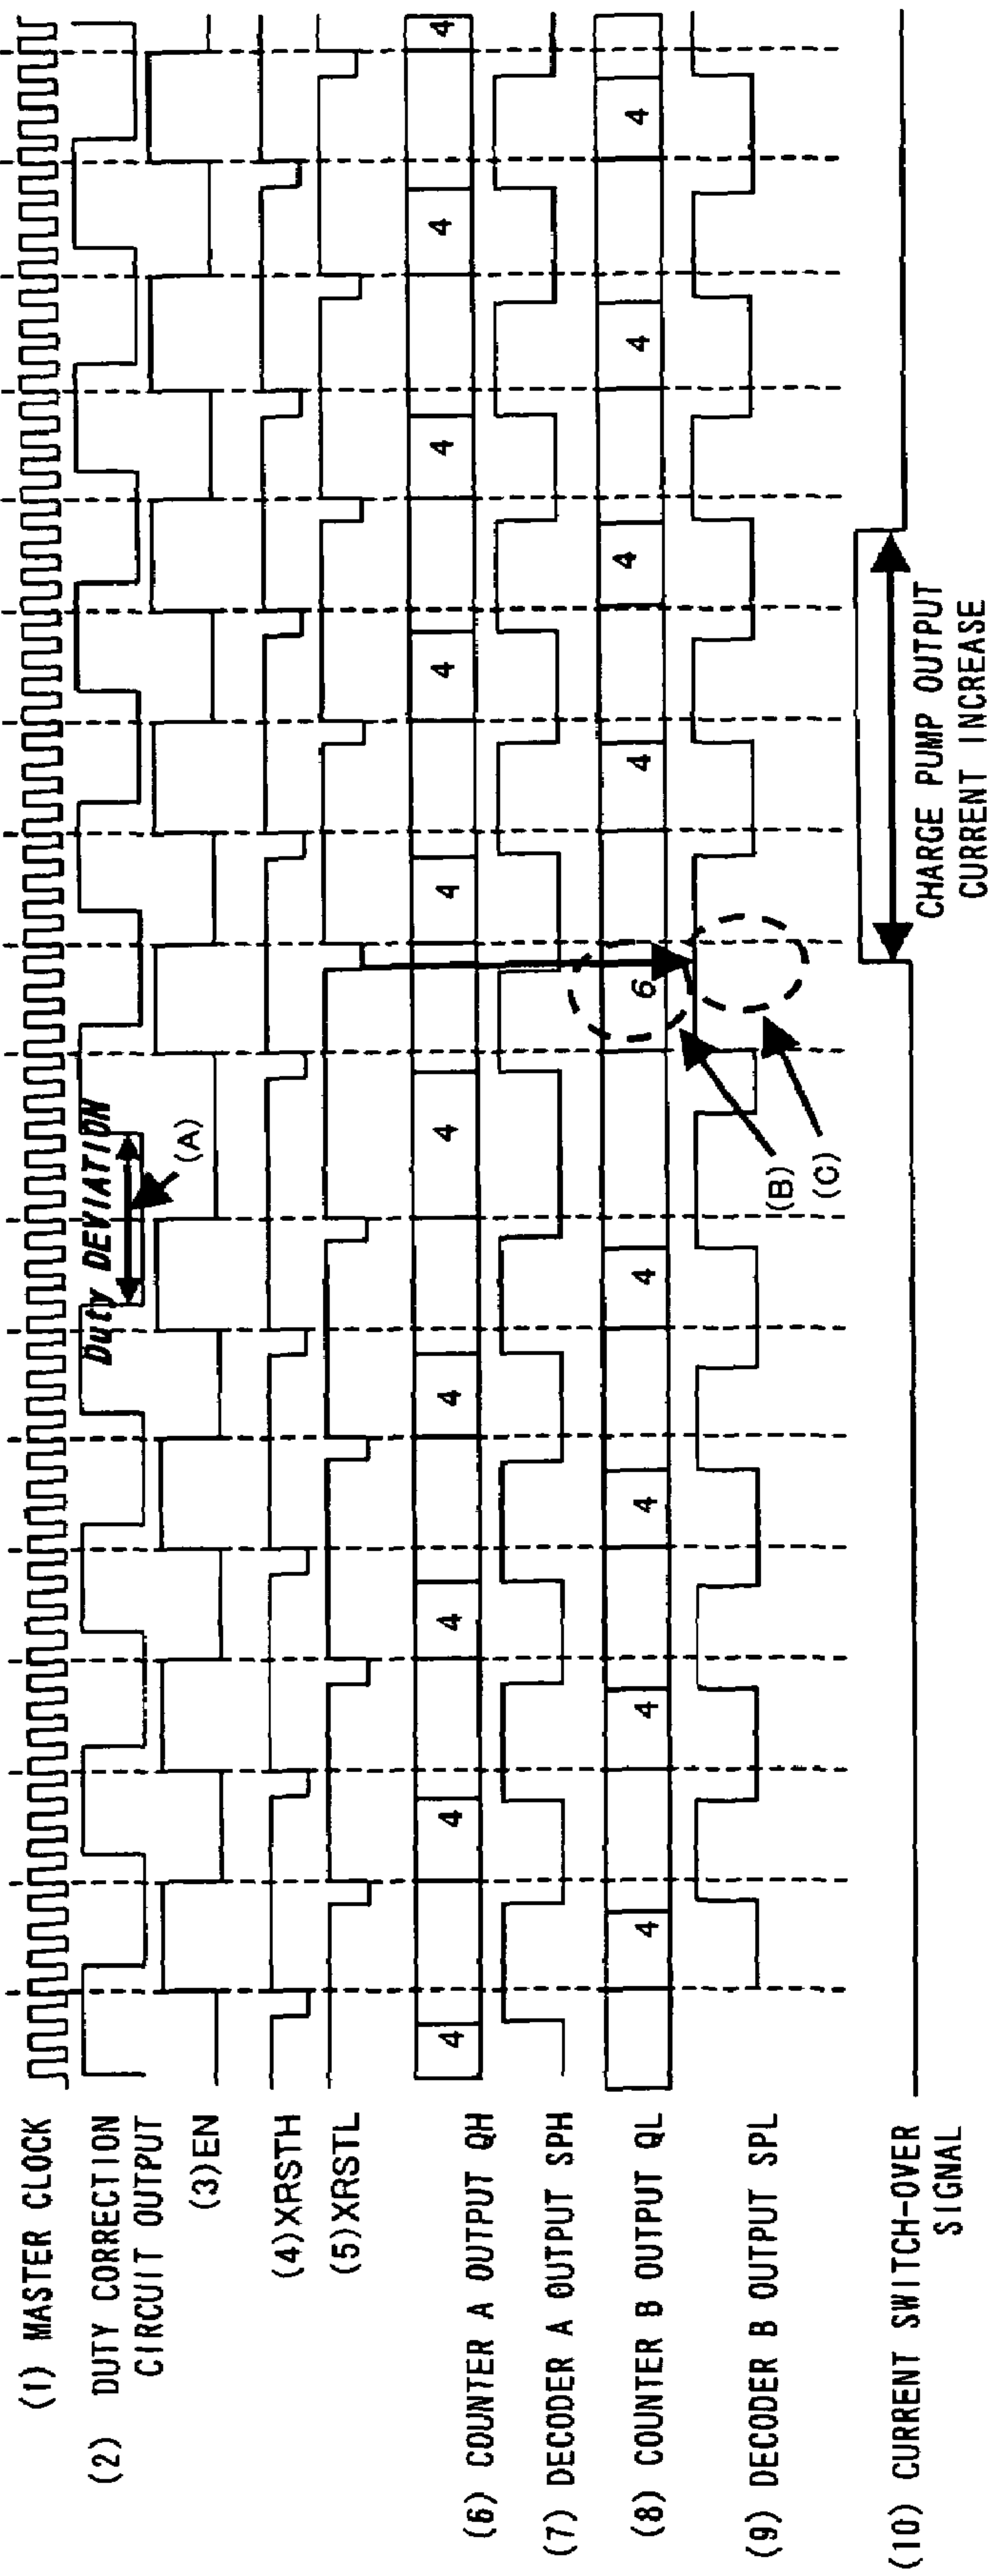 (1) MASTER CLOCK
(2) DUTY CORRECTION
CIRCUIT OUTPUT
Duty DEVIATION
(A)
(3)EN
(4)XRSTH
(5)XRSTL
(6) COUNTER A OUTPUT QH
4 4 4 4 4 4 4 4 4 4
(7) DECODER A OUTPUT SPH
(8) COUNTER B OUTPUT QL
4 4 4 4 6 4 4 4 4
(9) DECODER B OUTPUT SPL
(B)
(C)
(10) CURRENT SWITCH-OVER
SIGNAL
CHARGE PUMP OUTPUT
CURRENT INCREASE